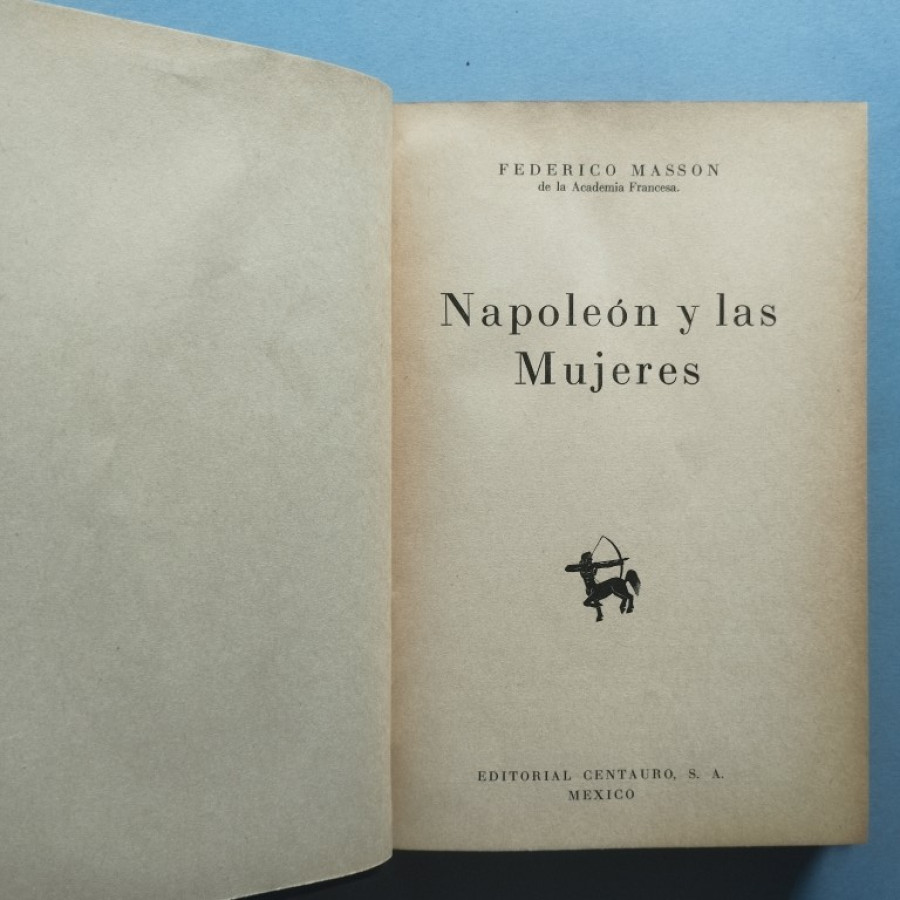 FEDERICO MASSON
de la Academia Francesa.
Napoleón y las
Mujeres
EDITORIAL CENTAURO, S. A.
MEXICO